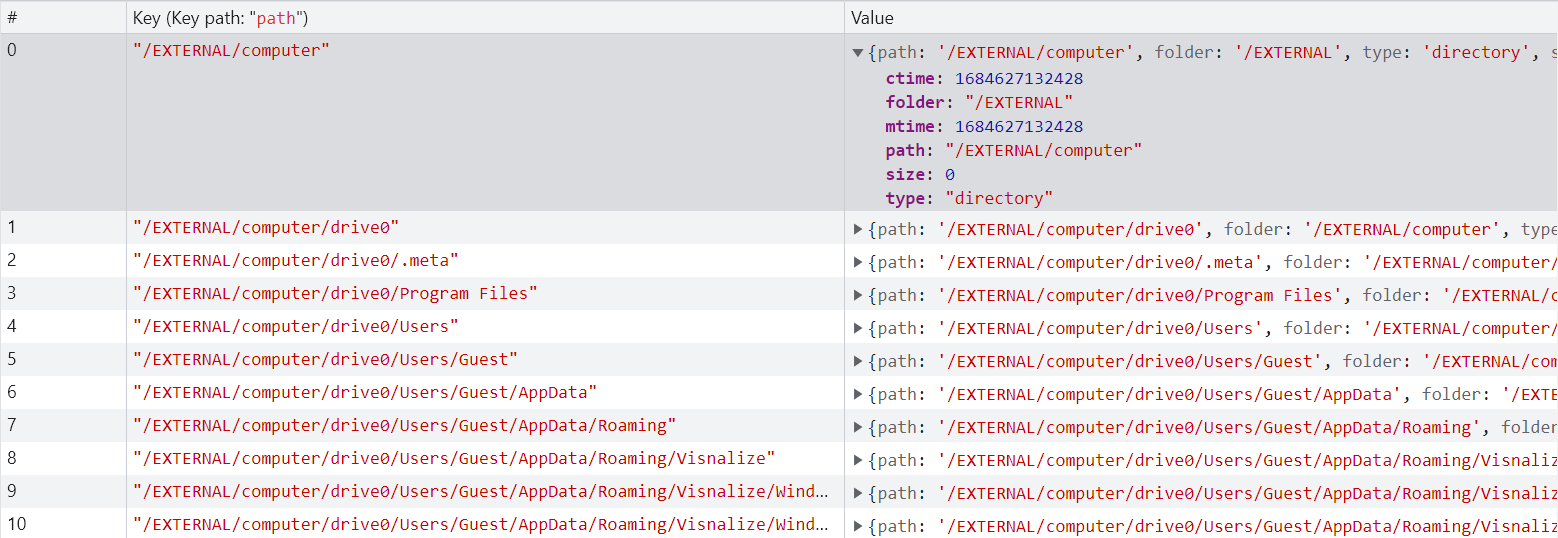 # Key (Key path: "path") Value
0 "/EXTERNAL/computer" ▼{path: '/EXTERNAL/computer', folder: '/EXTERNAL', type: 'directory', s
ctime: 1684627132428
folder: "/EXTERNAL"
mtime: 1684627132428
path: "/EXTERNAL/computer"
size: 0
type: "directory"
1 "/EXTERNAL/computer/drive0" ▶{path: '/EXTERNAL/computer/drive0', folder: '/EXTERNAL/computer', type
2 "/EXTERNAL/computer/drive0/.meta" ▶{path: '/EXTERNAL/computer/drive0/.meta', folder: '/EXTERNAL/computer/
3 "/EXTERNAL/computer/drive0/Program Files" ▶{path: '/EXTERNAL/computer/drive0/Program Files', folder: '/EXTERNAL/c
4 "/EXTERNAL/computer/drive0/Users" ▶{path: '/EXTERNAL/computer/drive0/Users', folder: '/EXTERNAL/computer/
5 "/EXTERNAL/computer/drive0/Users/Guest" ▶{path: '/EXTERNAL/computer/drive0/Users/Guest', folder: '/EXTERNAL/com
6 "/EXTERNAL/computer/drive0/Users/Guest/AppData" ▶{path: '/EXTERNAL/computer/drive0/Users/Guest/AppData', folder: '/EXTE
7 "/EXTERNAL/computer/drive0/Users/Guest/AppData/Roaming" ▶{path: '/EXTERNAL/computer/drive0/Users/Guest/AppData/Roaming', folder
8 "/EXTERNAL/computer/drive0/Users/Guest/AppData/Roaming/Visnalize" ▶{path: '/EXTERNAL/computer/drive0/Users/Guest/AppData/Roaming/Visnaliz
9 "/EXTERNAL/computer/drive0/Users/Guest/AppData/Roaming/Visnalize/Wind... ▶{path: '/EXTERNAL/computer/drive0/Users/Guest/AppData/Roaming/Visnaliz
10 "/EXTERNAL/computer/drive0/Users/Guest/AppData/Roaming/Visnalize/Wind... ▶{path: '/EXTERNAL/computer/drive0/Users/Guest/AppData/Roaming/Visnaliz